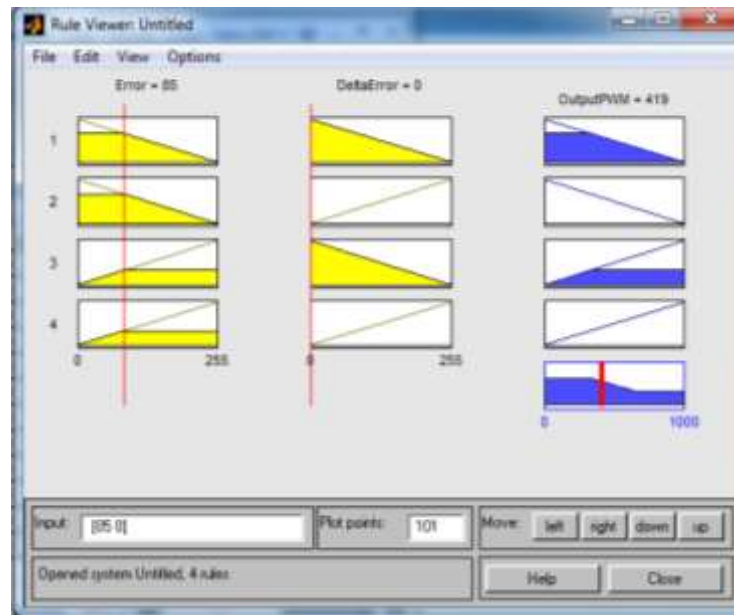 Rule Viewer: Untitled
File Edit View Options
Error = 85 DeltaError = 0 OutputPWM = 419
1
2
3
4
0 255 0 255
0 1000
Input: [85 0] Plot points: 101 Move: left right down up
Opened system Untitled, 4 rules Help Close